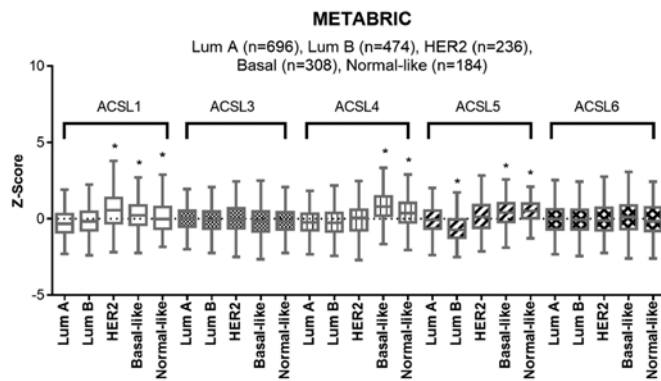 METABRIC
Lum A (n=696), Lum B (n=474), HER2 (n=236),
Basal (n=308), Normal-like (n=184)
10
5
0
-5
Z-Score
ACSL1
ACSL3
ACSL4
ACSL5
ACSL6
*
*
*
*
*
*
*
*
Lum A
Lum B
HER2
Basal-like
Normal-like
Lum A
Lum B
HER2
Basal-like
Normal-like
Lum A
Lum B
HER2
Basal-like
Normal-like
Lum A
Lum B
HER2
Basal-like
Normal-like
Lum A
Lum B
HER2
Basal-like
Normal-like